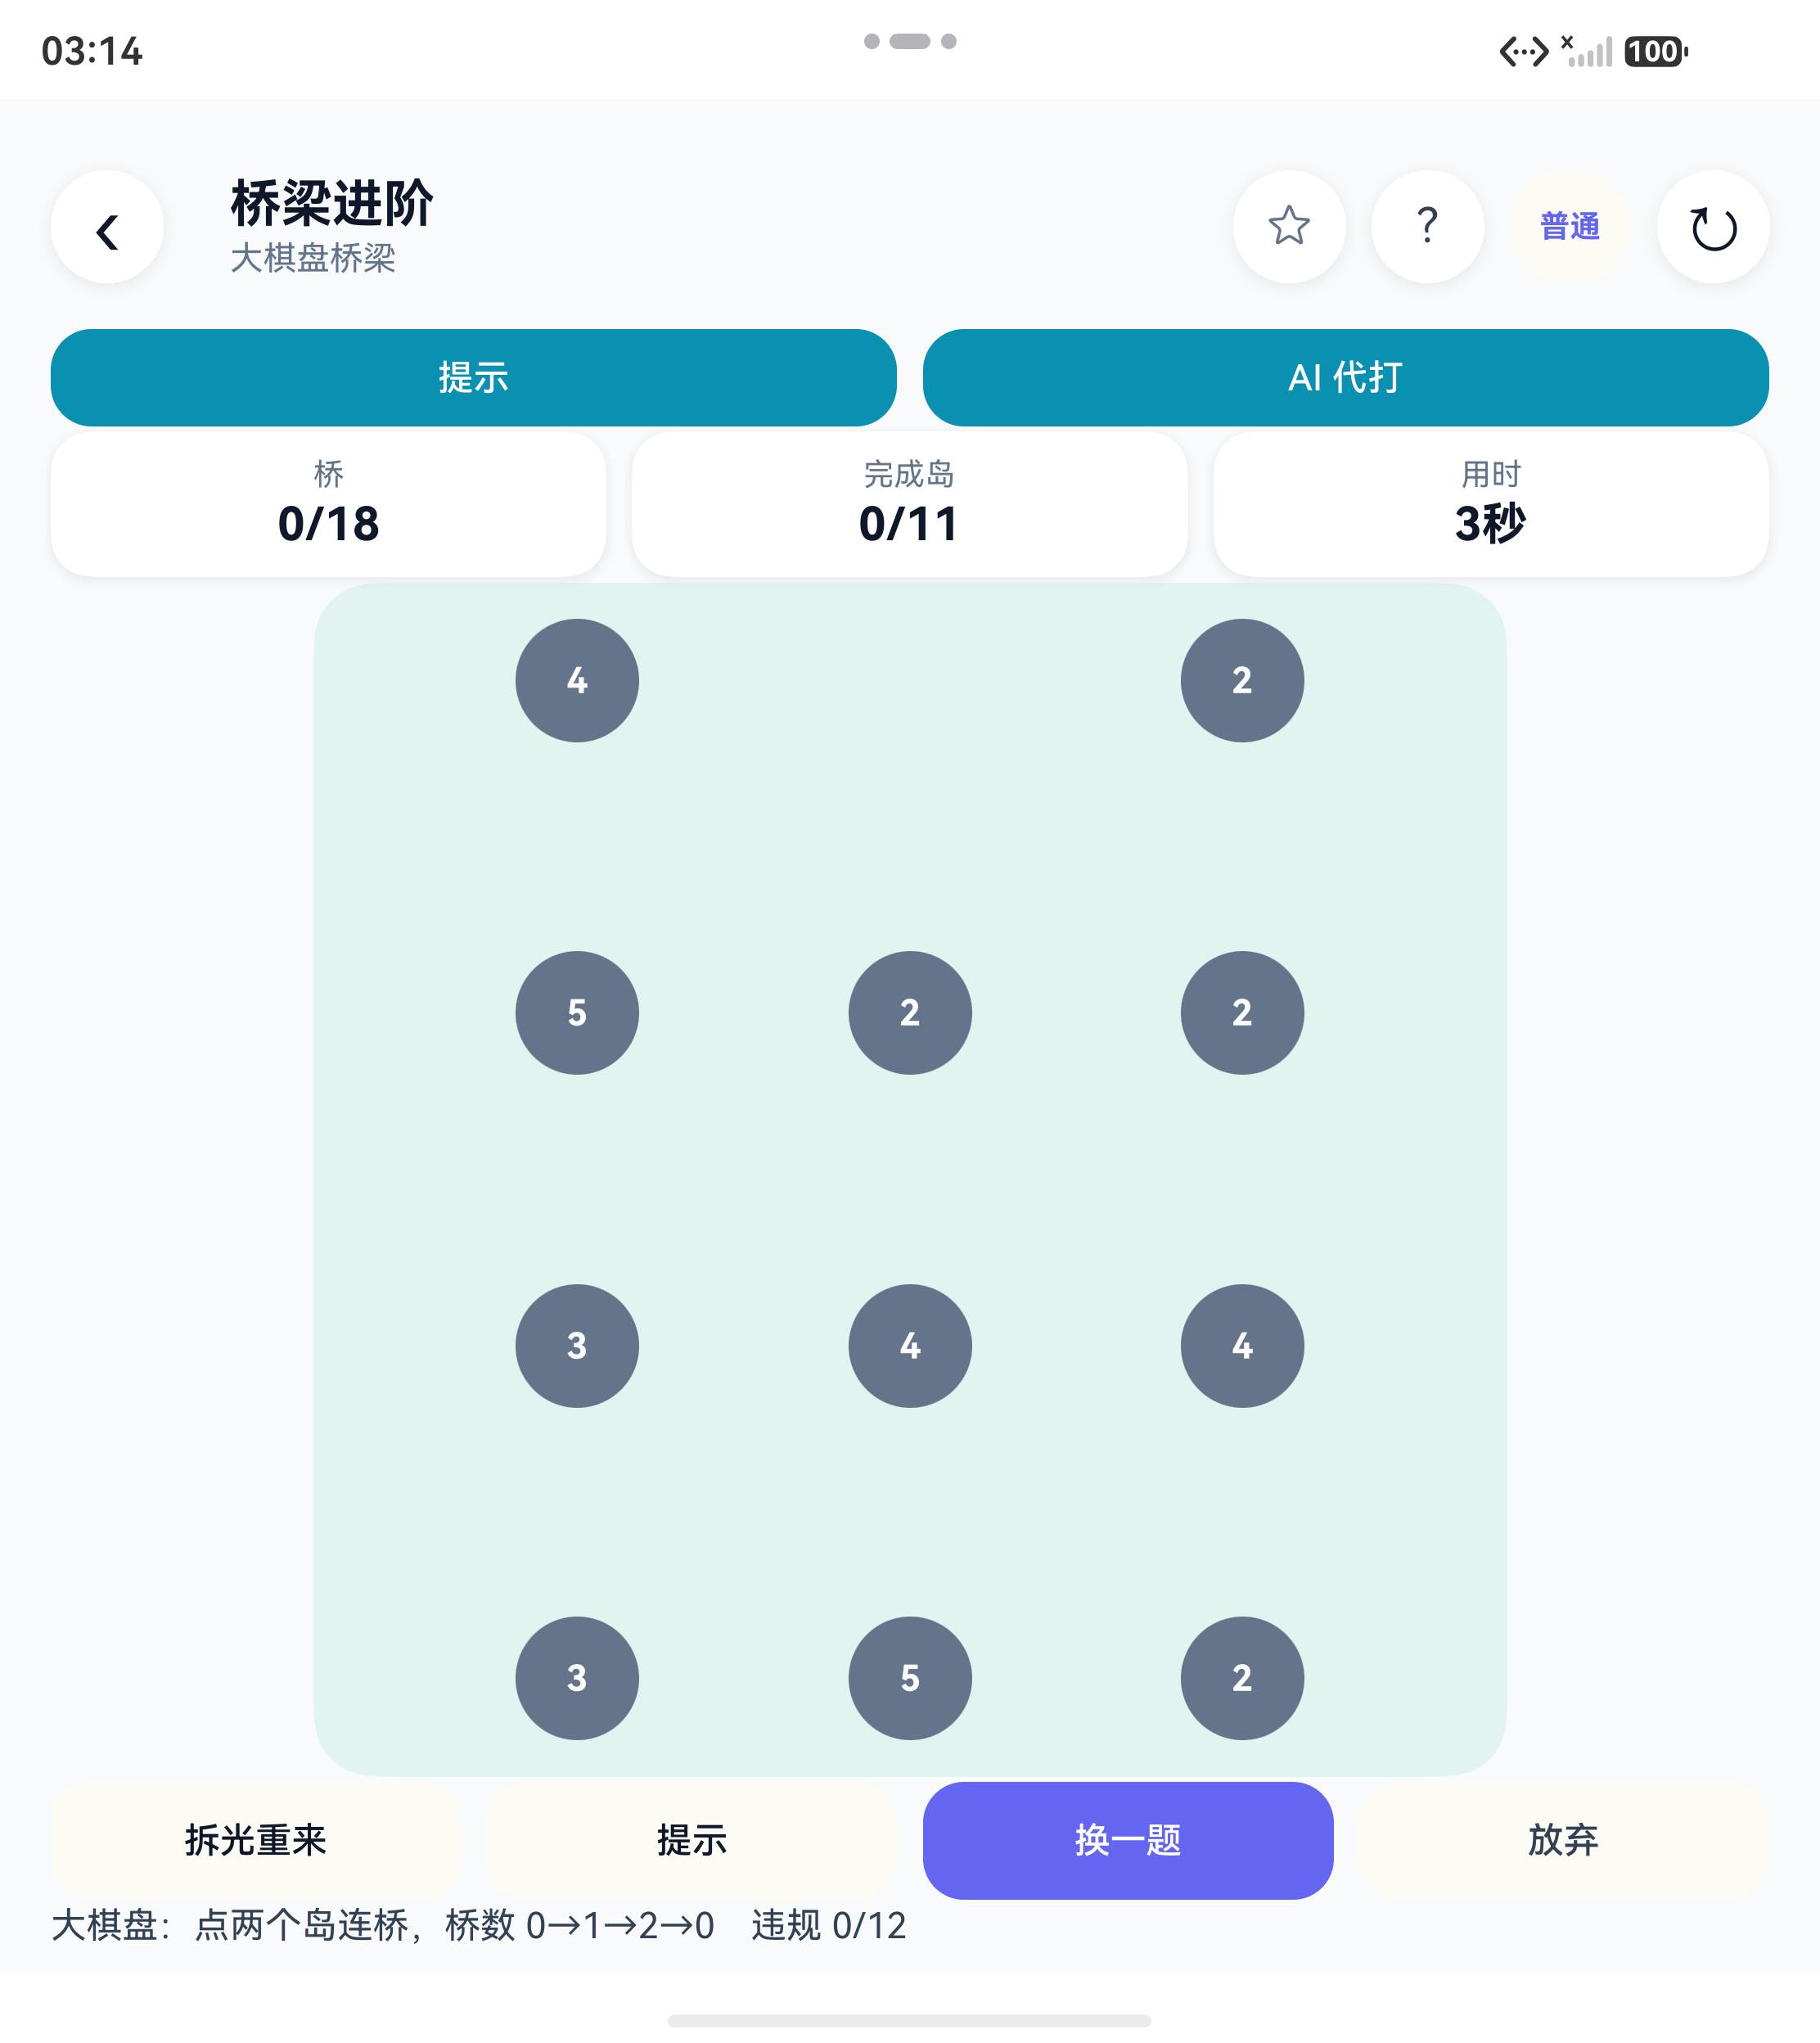 03:14
100
桥梁进阶
大棋盘桥梁
?
普通
提示
AI 代打
桥
0/18
完成岛
0/11
用时
3秒
4 2
5 2 2
3 4 4
3 5 2
拆光重来
提示
换一题
放弃
大棋盘：点两个岛连桥，桥数 0→1→2→0 违规 0/12